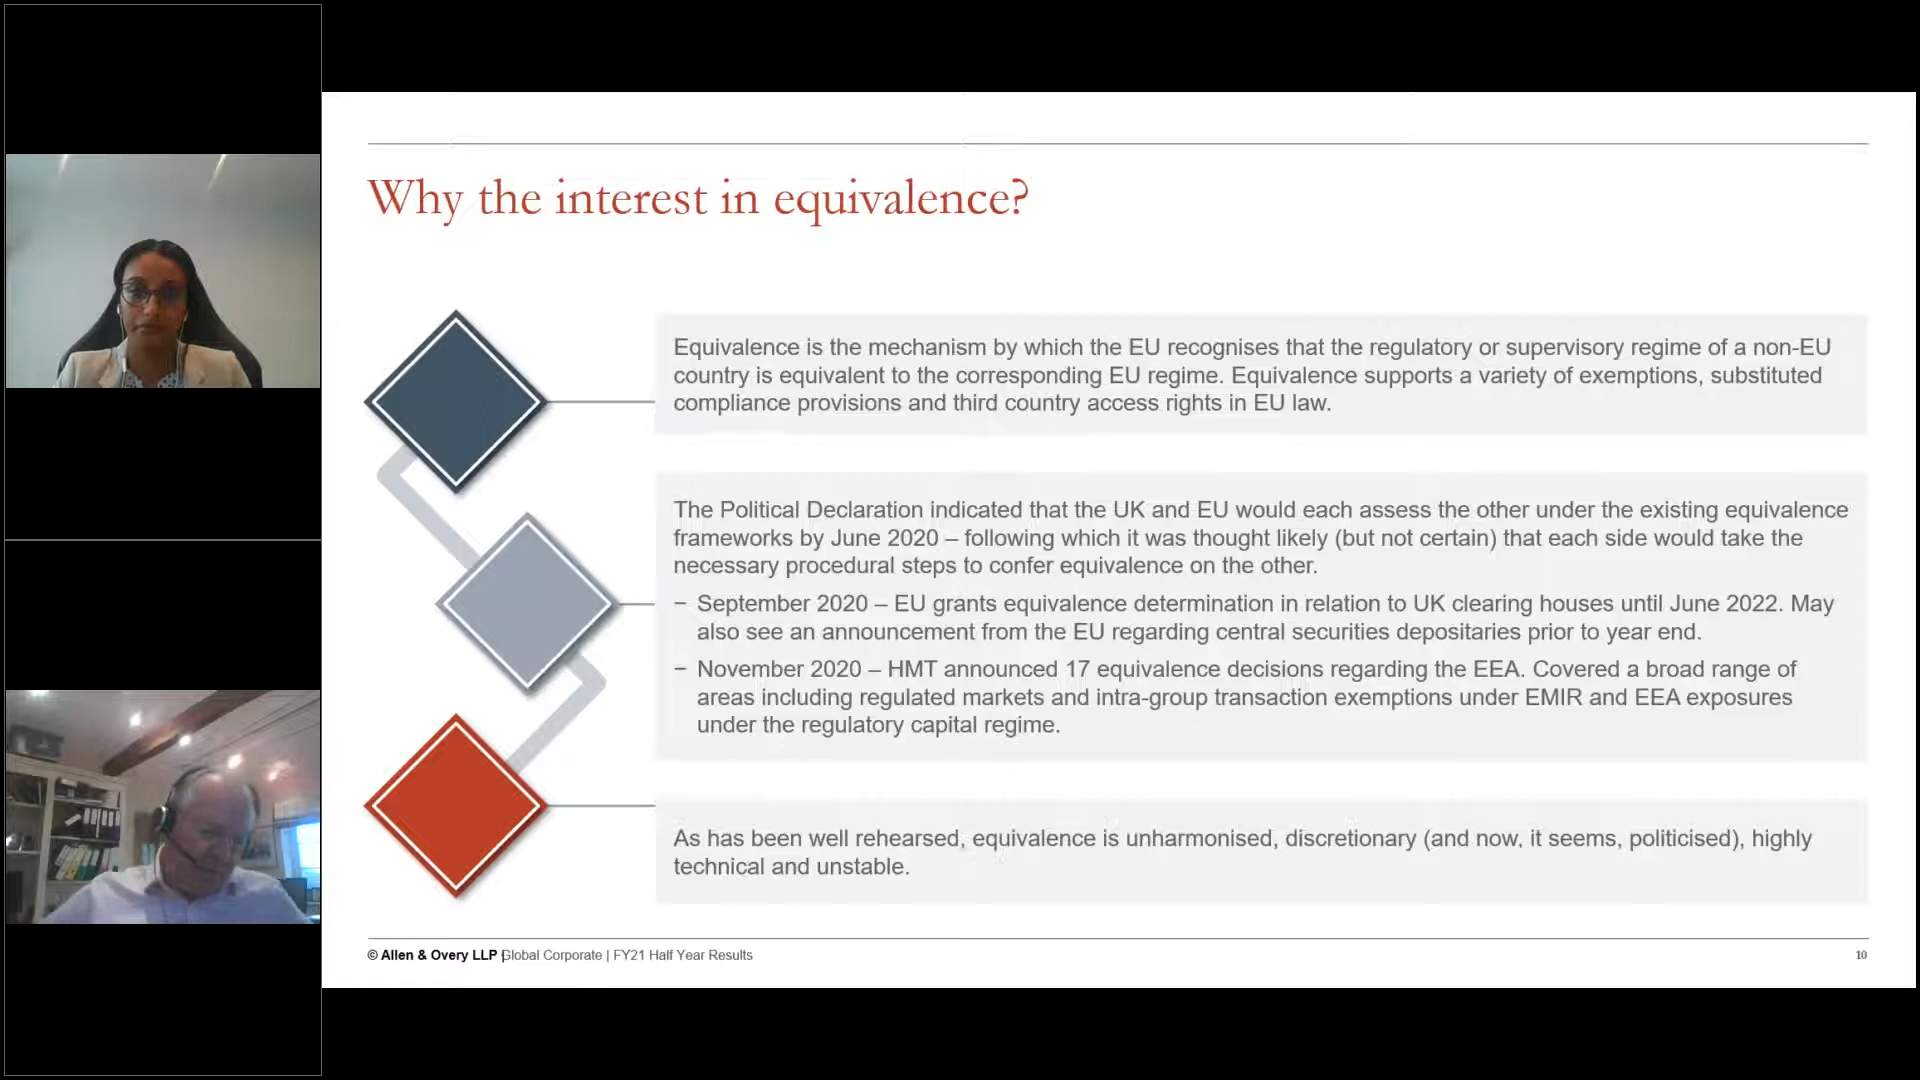 Why the interest in equivalence?
Equivalence is the mechanism by which the EU recognises that the regulatory or supervisory regime of a non-EU
country is equivalent to the corresponding EU regime. Equivalence supports a variety of exemptions, substituted
compliance provisions and third country access rights in EU law.
The Political Declaration indicated that the UK and EU would each assess the other under the existing equivalence
frameworks by June 2020 – following which it was thought likely (but not certain) that each side would take the
necessary procedural steps to confer equivalence on the other.
− September 2020 – EU grants equivalence determination in relation to UK clearing houses until June 2022. May
also see an announcement from the EU regarding central securities depositaries prior to year end.
− November 2020 – HMT announced 17 equivalence decisions regarding the EEA. Covered a broad range of
areas including regulated markets and intra-group transaction exemptions under EMIR and EEA exposures
under the regulatory capital regime.
As has been well rehearsed, equivalence is unharmonised, discretionary (and now, it seems, politicised), highly
technical and unstable.
© Allen & Overy LLP | Global Corporate | FY21 Half Year Results
10